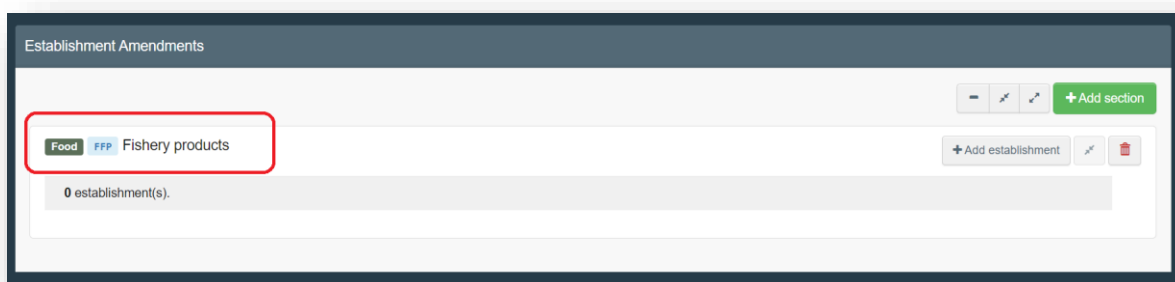 Establishment Amendments
+Add section
Food FFP Fishery products
+Add establishment
0 establishment(s).